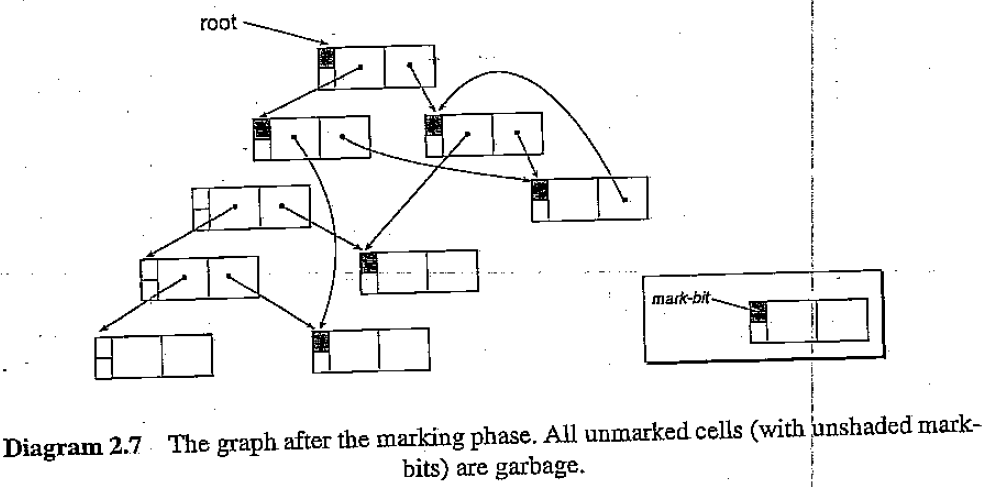 root
mark-bit
Diagram 2.7 The graph after the marking phase. All unmarked cells (with unshaded mark-
bits) are garbage.